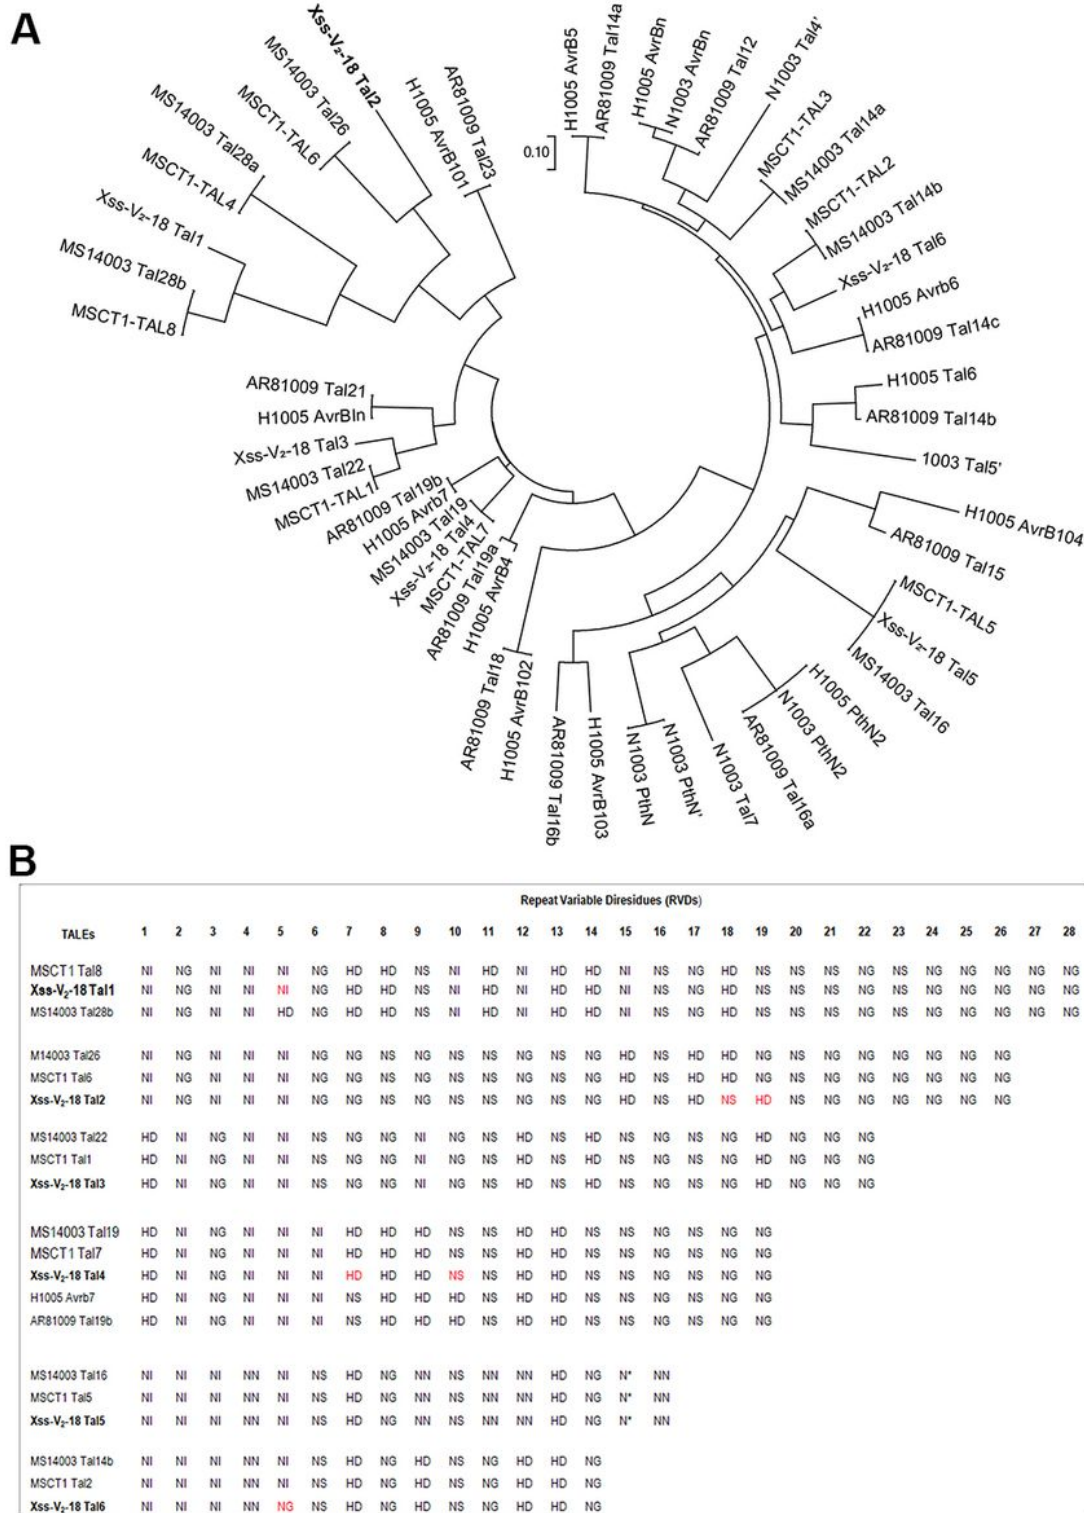 A
Xss-V₂-18 Tal2
MS14003 Tal26
MSCT1-TAL6
MS14003 Tal28a
MSCT1-TAL4
Xss-V₂-18 Tal1
MS14003 Tal28b
MSCT1-TAL8
AR81009 Tal23
H1005 AvrB101
H1005 AvrB5
AR81009 Tal14a
H1005 AvrBn
N1003 AvrBn
AR81009 Tal12
N1003 Tal4'
MSCT1-TAL3
MS14003 Tal14a
MSCT1-TAL2
MS14003 Tal14b
Xss-V₂-18 Tal6
H1005 Avrb6
AR81009 Tal14c
H1005 Tal6
AR81009 Tal14b
1003 Tal5'
H1005 AvrB104
AR81009 Tal15
MSCT1-TAL5
Xss-V₂-18 Tal5
MS14003 Tal16
H1005 PthN2
N1003 PthN2
AR81009 Tal16a
N1003 Tal7
N1003 PthN'
N1003 PthN
H1005 AvrB103
AR81009 Tal16b
H1005 AvrB102
AR81009 Tal18
H1005 AvrB4
AR81009 Tal19a
MSCT1-TAL7
Xss-V₂-18 Tal4
MS14003 Tal19
H1005 Avrb7
AR81009 Tal19b
MSCT1-TAL1
MS14003 Tal22
Xss-V₂-18 Tal3
H1005 AvrBIn
AR81009 Tal21
0.10
B
Repeat Variable Diresidues (RVDs)
TALEs 1 2 3 4 5 6 7 8 9 10 11 12 13 14 15 16 17 18 19 20 21 22 23 24 25 26 27 28
MSCT1 Tal8 NI NG NI NI NI NG HD HD NS NI HD NI HD HD NI NS NG HD NS NS NS NG NS NG NG NG NG NG
Xss-V₂-18 Tal1 NI NG NI NI NI NG HD HD NS NI HD NI HD HD NI NS NG HD NS NS NS NG NS NG NG NG NG NG
MS14003 Tal28b NI NG NI NI HD NG HD HD NS NI HD NI HD HD NI NS NG HD NS NS NS NG NS NG NG NG NG NG
M14003 Tal26 NI NG NI NI NI NG NG NS NG NS NS NG NS NG HD NS HD HD NG NS NG NG NG NG NG NG
MSCT1 Tal6 NI NG NI NI NI NG NG NS NG NS NS NG NS NG HD NS HD HD NG NS NG NG NG NG NG NG
Xss-V₂-18 Tal2 NI NG NI NI NI NG NG NS NG NS NS NG NS NG HD NS HD NS HD NS NG NG NG NG NG NG
MS14003 Tal22 HD NI NG NI NI NS NG NG NI NG NS HD NS HD NS NG NS NG HD NG NG NG
MSCT1 Tal1 HD NI NG NI NI NS NG NG NI NG NS HD NS HD NS NG NS NG HD NG NG NG
Xss-V₂-18 Tal3 HD NI NG NI NI NS NG NG NI NG NS HD NS HD NS NG NS NG HD NG NG NG
MS14003 Tal19 HD NI NG NI NI NI HD HD HD NS NS HD HD NS NS NG NS NG NG
MSCT1 Tal7 HD NI NG NI NI NI HD HD HD NS NS HD HD NS NS NG NS NG NG
Xss-V₂-18 Tal4 HD NI NG NI NI NI HD HD HD NS NS HD HD NS NS NG NS NG NG
H1005 Avrb7 HD NI NG NI NI NI NS HD HD HD NS HD HD NS NS NG NS NG NG
AR81009 Tal19b HD NI NG NI NI NI NS HD HD HD NS HD HD NS NS NG NS NG NG
MS14003 Tal16 NI NI NI NN NI NS HD NG NN NS NN NN HD NG N* NN
MSCT1 Tal5 NI NI NI NN NI NS HD NG NN NS NN NN HD NG N* NN
Xss-V₂-18 Tal5 NI NI NI NN NI NS HD NG NN NS NN NN HD NG N* NN
MS14003 Tal14b NI NI NI NN NI NS HD NG HD NS NG HD HD NG
MSCT1 Tal2 NI NI NI NN NI NS HD NG HD NS NG HD HD NG
Xss-V₂-18 Tal6 NI NI NI NN NG NS HD NG HD NS NG HD HD NG